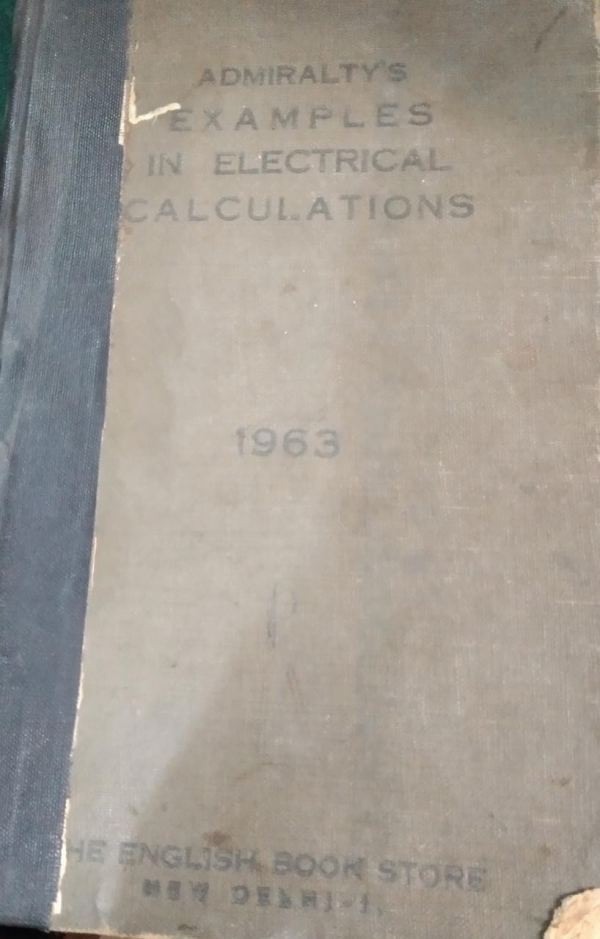 ADMIRALTY'S
EXAMPLES
IN ELECTRICAL
CALCULATIONS
1963
HE ENGLISH BOOK STORE
NEW DELHI-1.